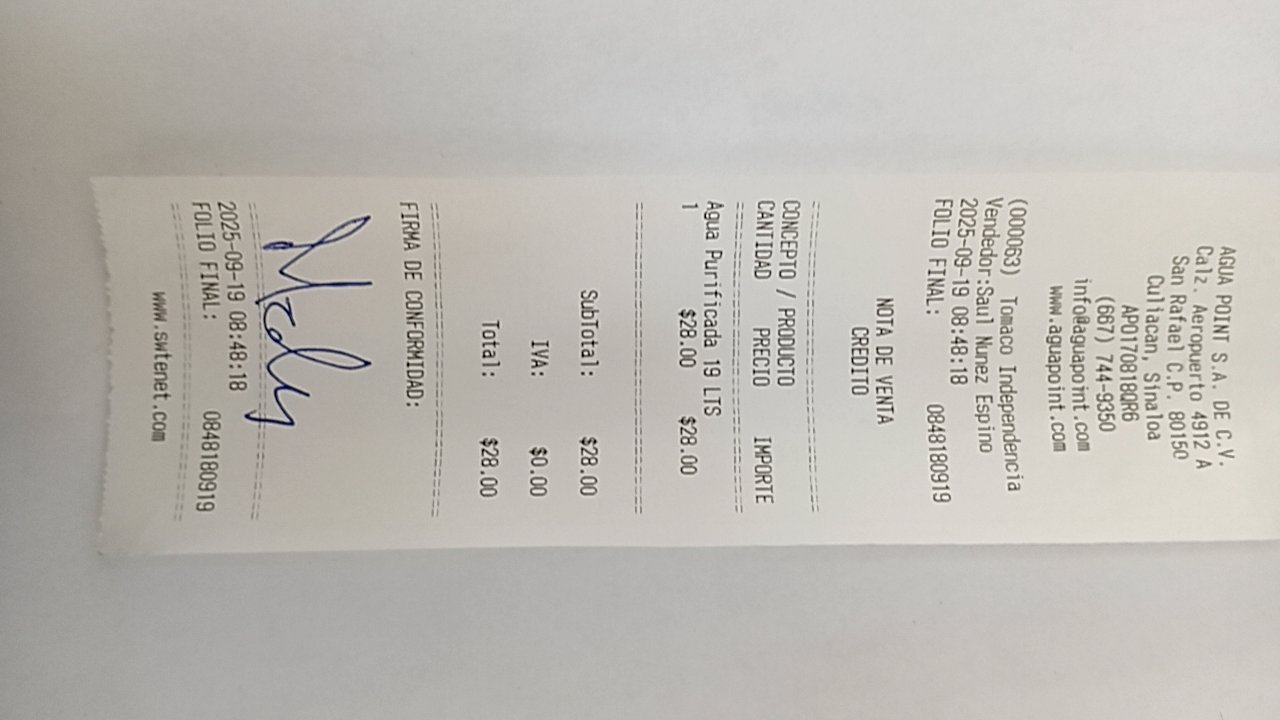 AGUA POINT S.A. DE C.V.
Calz. Aeropuerto 4912 A
San Rafael C.P. 80150
Culiacan, Sinaloa
APO170818QR6
(667) 744-9350
info@aguapoint.com
www.aguapoint.com
(000063) Tomaco Independencia
Vendedor:Saul Nunez Espino
2025-09-19 08:48:18
FOLIO FINAL: 0848180919
NOTA DE VENTA
CREDITO
CONCEPTO / PRODUCTO
CANTIDAD PRECIO IMPORTE
Agua Purificada 19 LTS
1 $28.00 $28.00
SubTotal: $28.00
IVA: $0.00
Total: $28.00
FIRMA DE CONFORMIDAD:
2025-09-19 08:48:18
FOLIO FINAL: 0848180919
www.swtenet.com